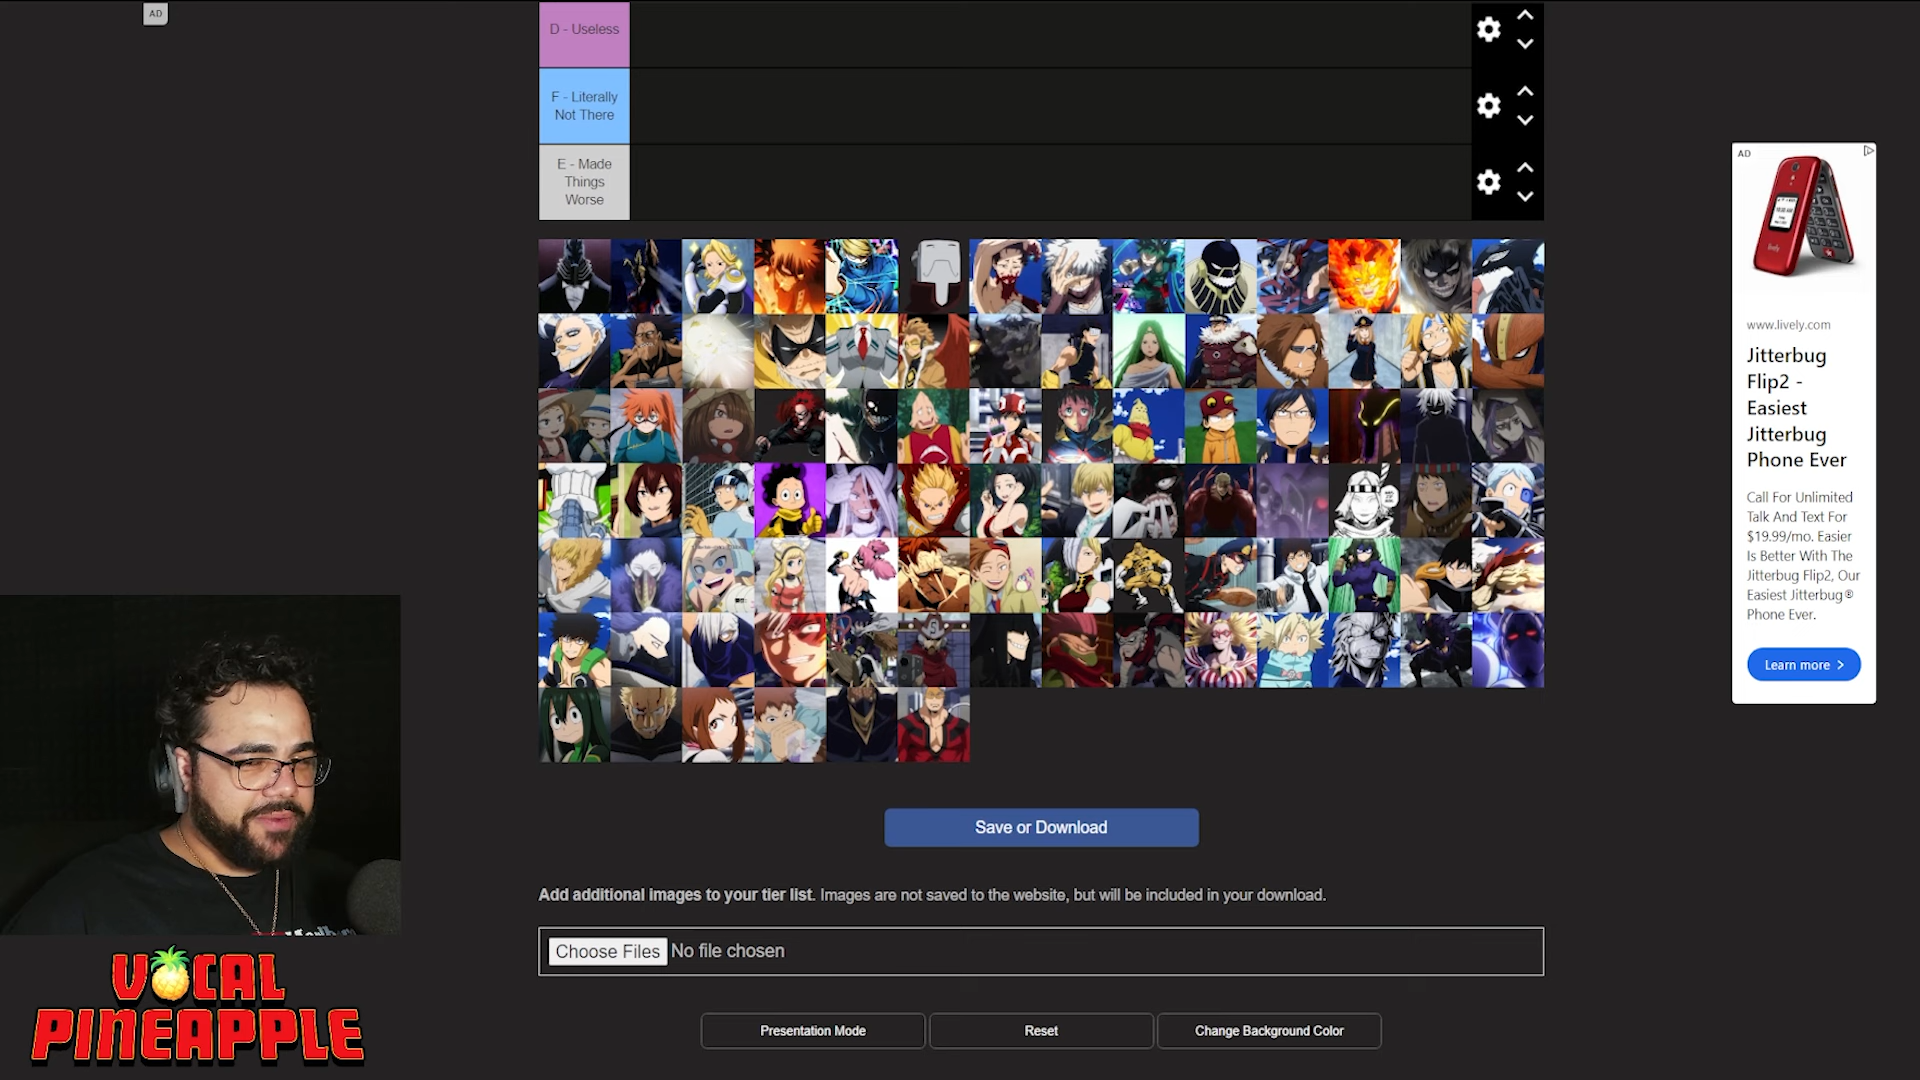 AD
D - Useless
F - Literally
Not There
E - Made
Things
Worse
AD
www.lively.com
Jitterbug
Flip2 -
Easiest
Jitterbug
Phone Ever
Call For Unlimited
Talk And Text For
$19.99/mo. Easier
Is Better With The
Jitterbug Flip2, Our
Easiest Jitterbug®
Phone Ever.
Learn more >
Save or Download
Add additional images to your tier list. Images are not saved to the website, but will be included in your download.
Choose Files No file chosen
Presentation Mode
Reset
Change Background Color
VOCAL
PINEAPPLE